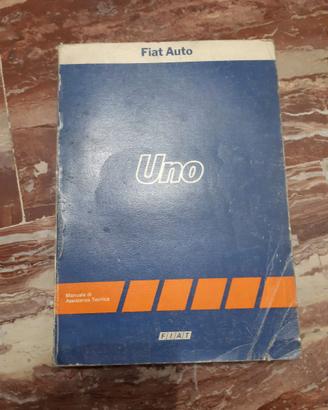 Fiat Auto
Uno
Manuale di
Assistenza Tecnica
FIAT